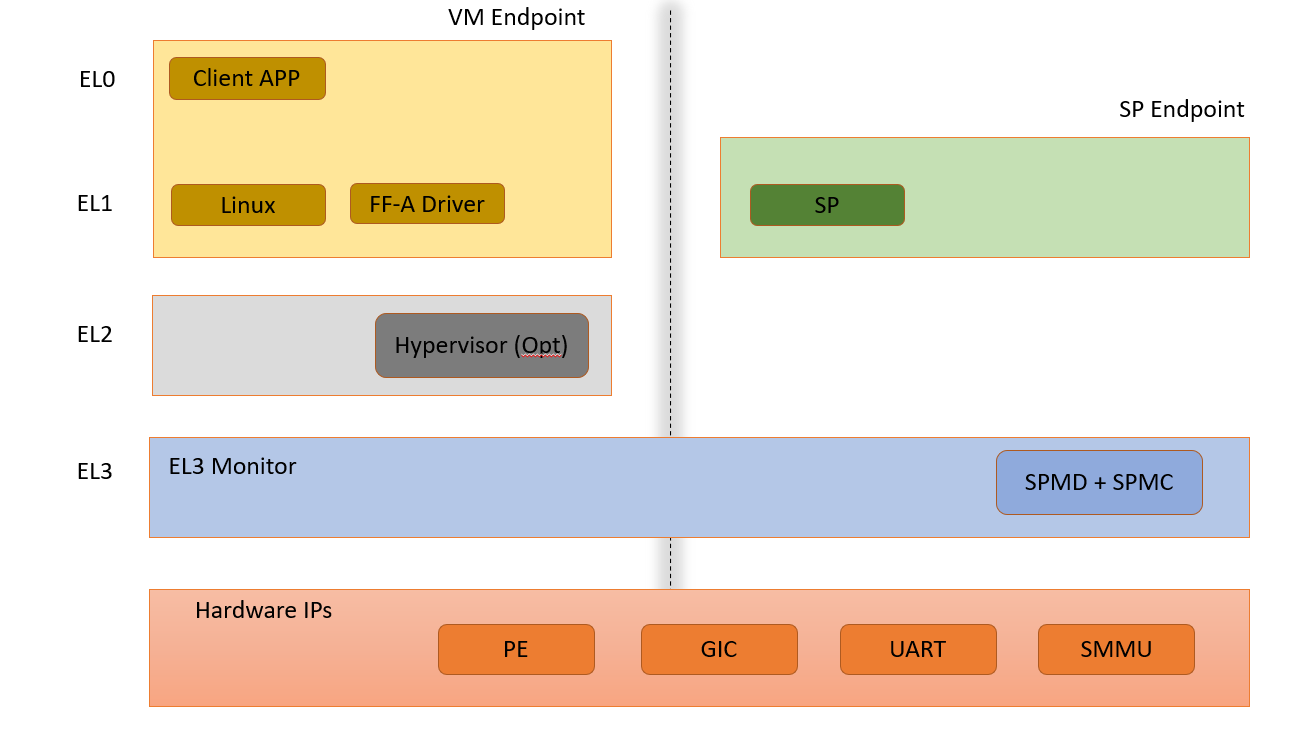 VM Endpoint
EL0
Client APP
SP Endpoint
EL1
Linux
FF-A Driver
SP
EL2
Hypervisor (Opt)
EL3
EL3 Monitor
SPMD + SPMC
Hardware IPs
PE
GIC
UART
SMMU